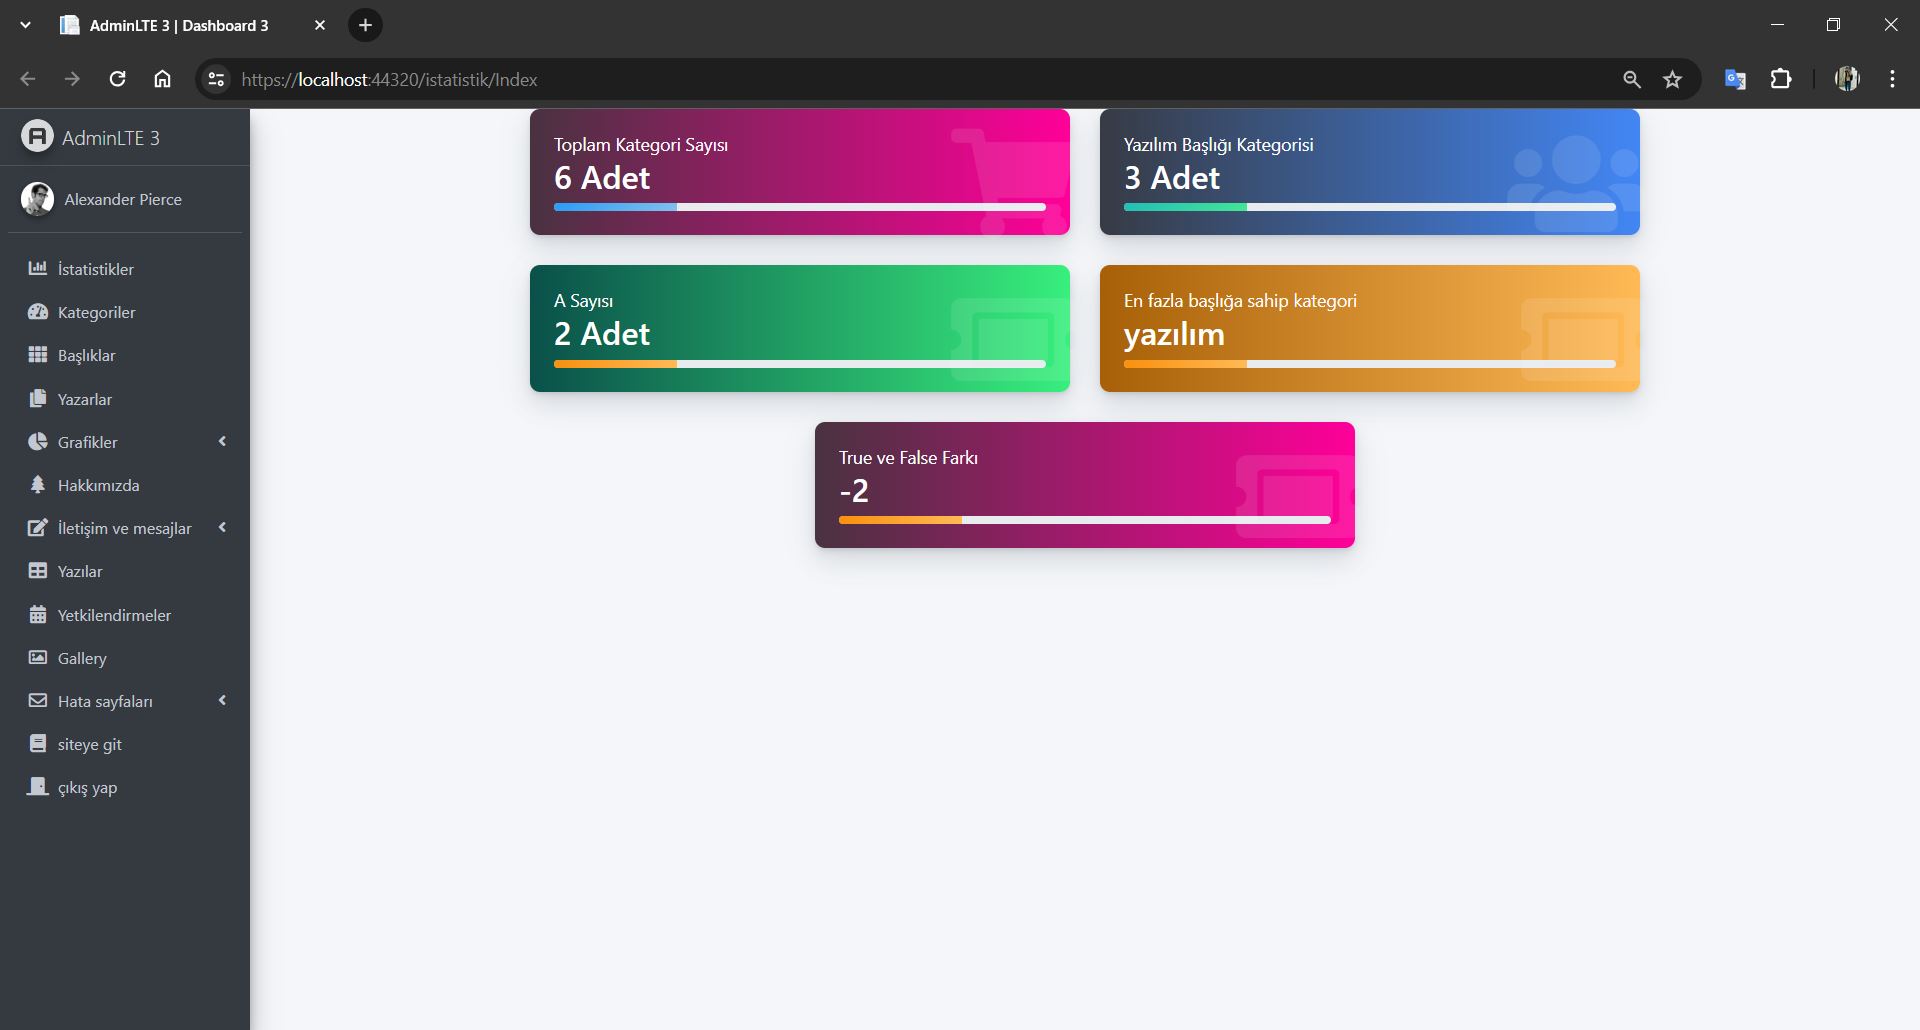 AdminLTE 3 | Dashboard 3
https://localhost:44320/istatistik/Index
AdminLTE 3
Alexander Pierce
İstatistikler
Kategoriler
Başlıklar
Yazarlar
Grafikler
Hakkımızda
İletişim ve mesajlar
Yazılar
Yetkilendirmeler
Gallery
Hata sayfaları
siteye git
çıkış yap
Toplam Kategori Sayısı
6 Adet
Yazılım Başlığı Kategorisi
3 Adet
A Sayısı
2 Adet
En fazla başlığa sahip kategori
yazılım
True ve False Farkı
-2